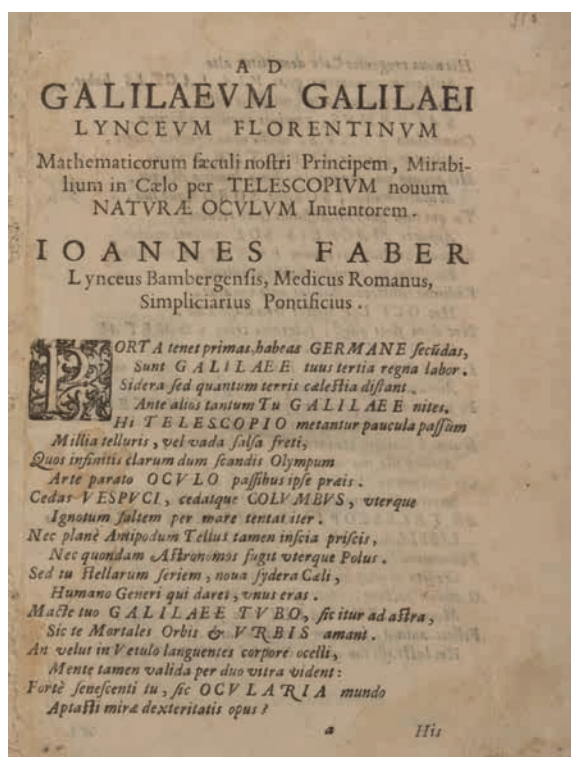 A D
GALILAEVM GALILAEI
LYNCEVM FLORENTINVM
Mathematicorum ſæculi noſtri Principem, Mirabi-
lium in Cælo per TELESCOPIVM nouum
NATVRÆ OCVLVM Inuentorem.
IOANNES FABER
Lynceus Bambergenſis, Medicus Romanus,
Simpliciarius Pontificius.
PORTA tenet primas, habeas GERMANE ſecũdas,
Sunt GALILAEE tuus tertia regna labor.
Sidera ſed quantum terris cæleſtia diſtant
Ante alios tantum Tu GALILAEE nites.
Hi TELESCOPIO metantur paucula paſſũm
Millia telluris, vel vada ſalſa freti,
Quos infinitis clarum dum ſcandis Olympum
Arte parato OCVLO paſſibus ipſe præis.
Cedas VESPVCI, cedatque COLVMBVS, vterque
Ignotum ſaltem per mare tentat iter.
Nec planè Antipodum Tellus tamen inſcia priſcis,
Nec quondam Aſtronomos fugit vterque Polus.
Sed tu ſtellarum ſeriem, noua ſydera Cæli,
Humano Generi qui daret, vnus eras.
Macte tuo GALILAEE TVBO, ſic itur ad aſtra,
Sic te Mortales Orbis & VRBIS amant.
An velut in Vetulo languentes corpore ocelli,
Mente tamen valida per duo vitra vident:
Fortè ſeneſcenti tu, ſic OCVLARIA mundo
Aptaſti miræ dexteritatis opus?
a
His